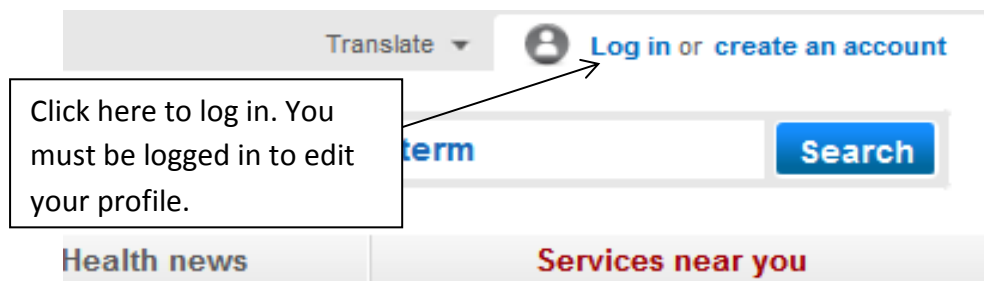 Translate Log in or create an account
Click here to log in. You
must be logged in to edit
your profile.
term Search
Health news Services near you